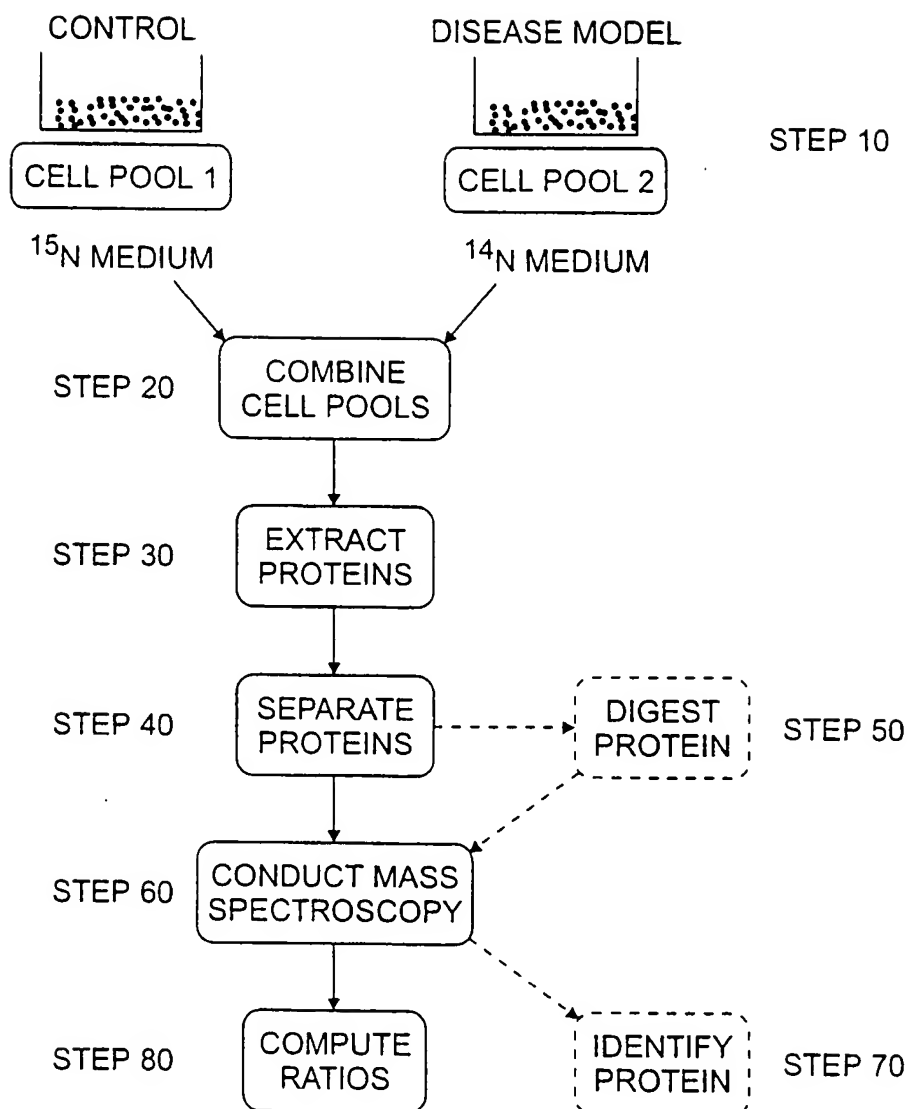 CONTROL
DISEASE MODEL
STEP 10
CELL POOL 1
CELL POOL 2
15N MEDIUM
14N MEDIUM
STEP 20
COMBINE
CELL POOLS
STEP 30
EXTRACT
PROTEINS
STEP 40
SEPARATE
PROTEINS
DIGEST
PROTEIN
STEP 50
STEP 60
CONDUCT MASS
SPECTROSCOPY
STEP 80
COMPUTE
RATIOS
IDENTIFY
PROTEIN
STEP 70